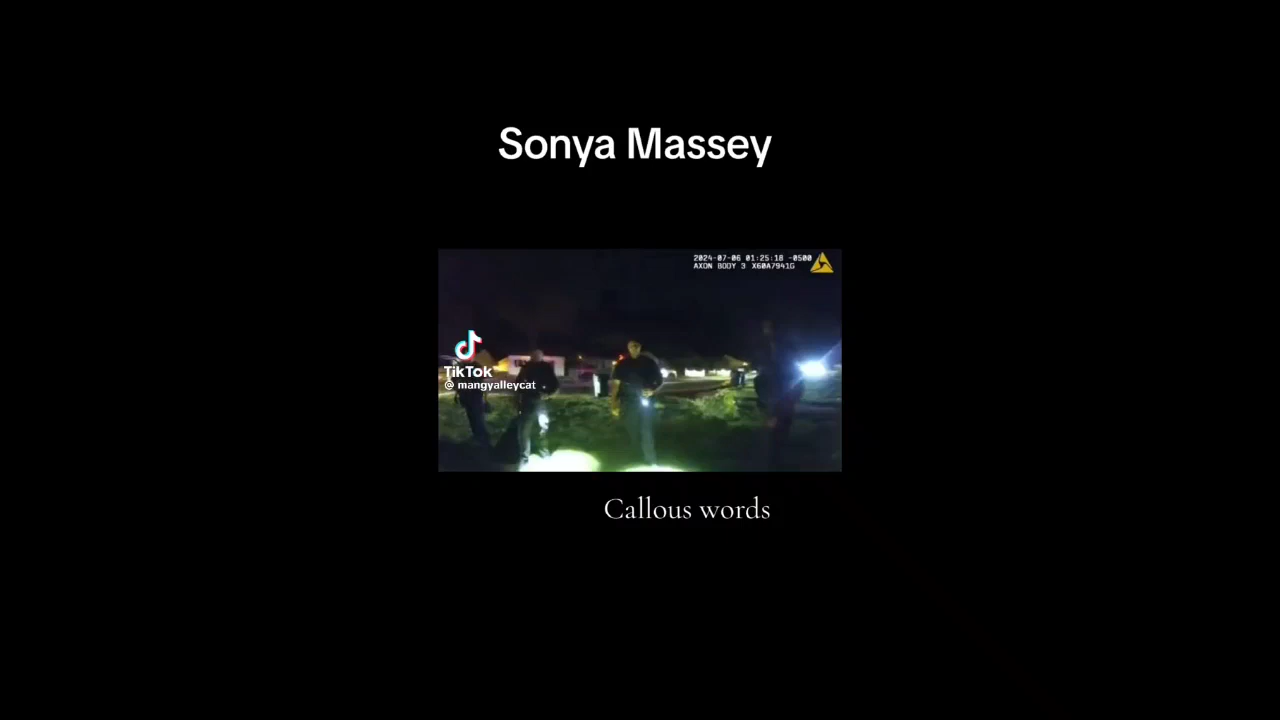 Sonya Massey
2024-07-06 01:25:18 -0500
AXON BODY 3 X60A7941G
TikTok
@ mangyalleycat
Callous words